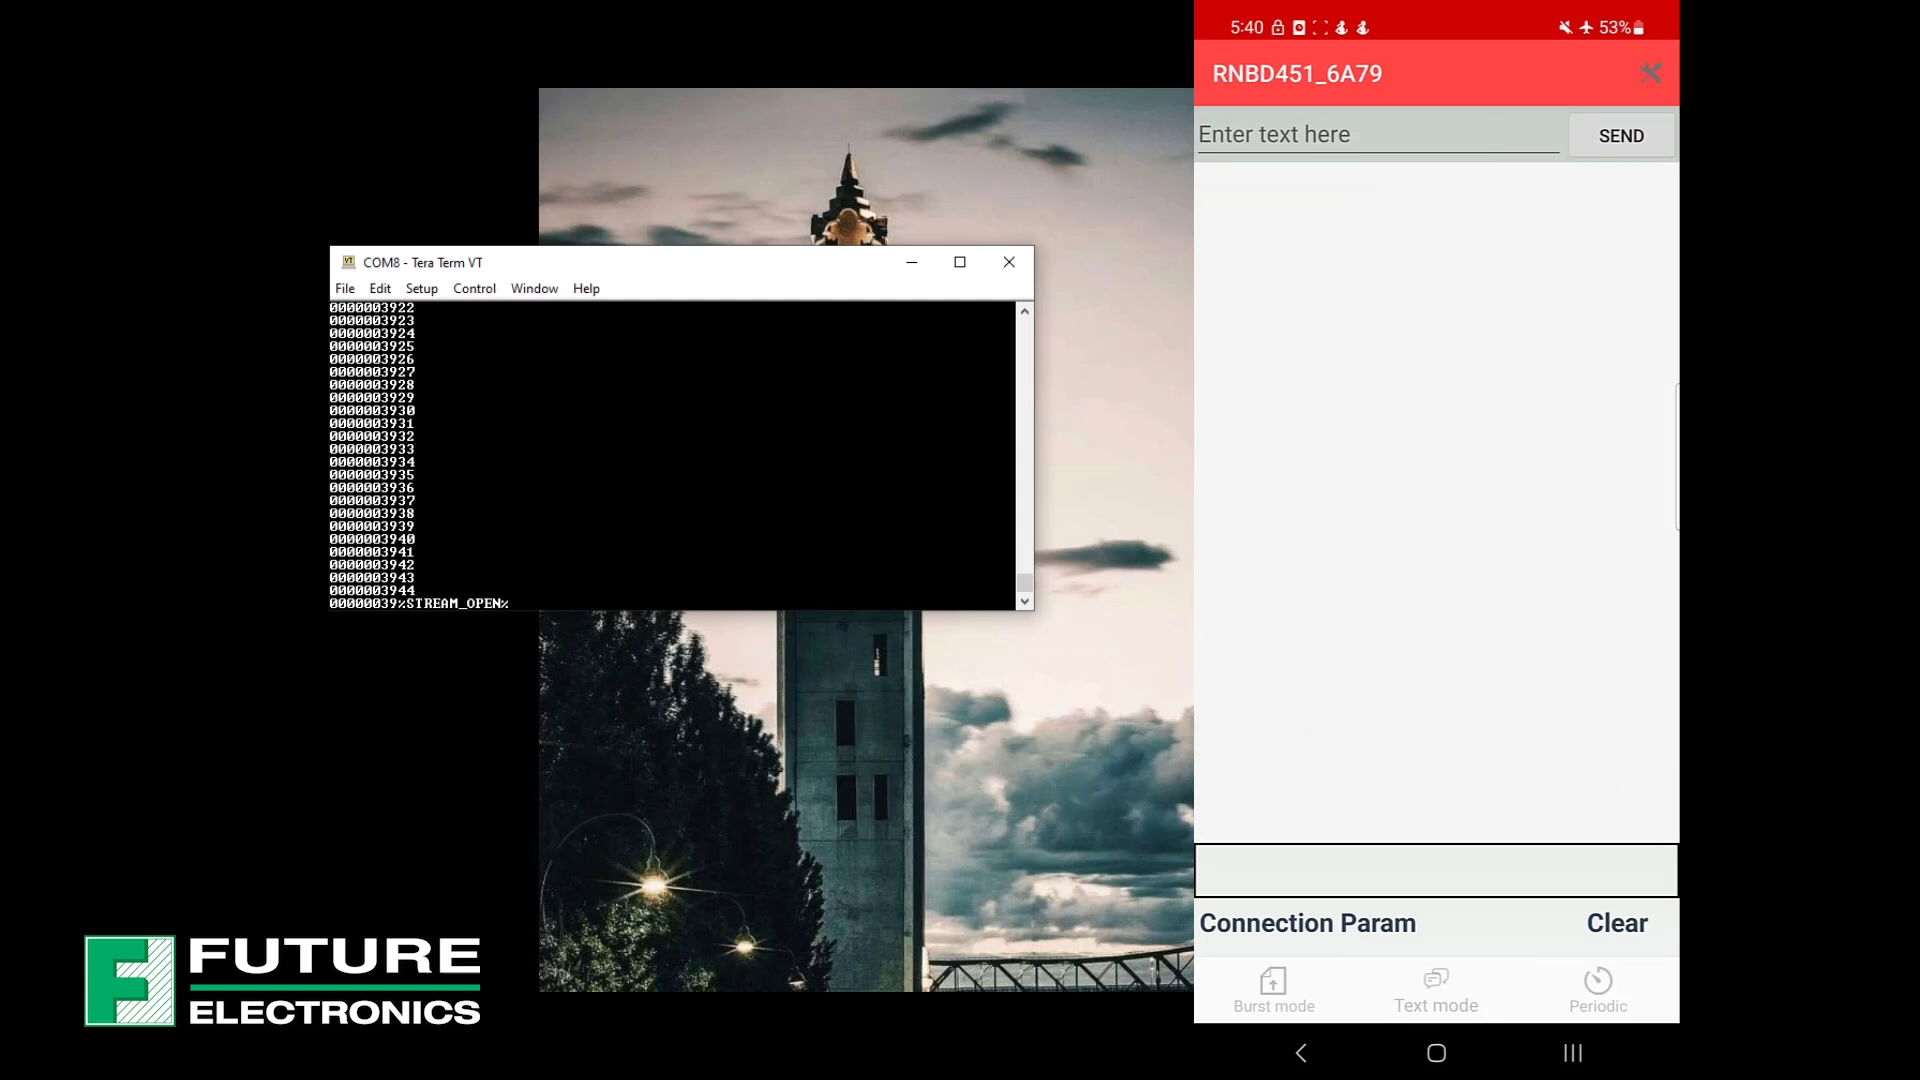 COM8 - Tera Term VT
File Edit Setup Control Window Help
0000003922
0000003923
0000003924
0000003925
0000003926
0000003927
0000003928
0000003929
0000003930
0000003931
0000003932
0000003933
0000003934
0000003935
0000003936
0000003937
0000003938
0000003939
0000003940
0000003941
0000003942
0000003943
0000003944
00000039%STREAM_OPEN%
FUTURE
ELECTRONICS
5:40 53%
RNBD451_6A79
Enter text here SEND
Connection Param Clear
Burst mode Text mode Periodic